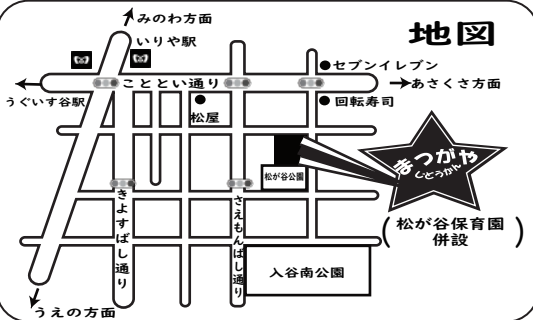 みのわ方面
地図
いりや駅
セブンイレブン
こととい通り
あさくさ方面
うぐいす谷駅
松屋
回転寿司
まつがや
じどうかん
松が谷公園
(松が谷保育園
併設)
きよすばし通り
さえもんばし通り
入谷南公園
うえの方面